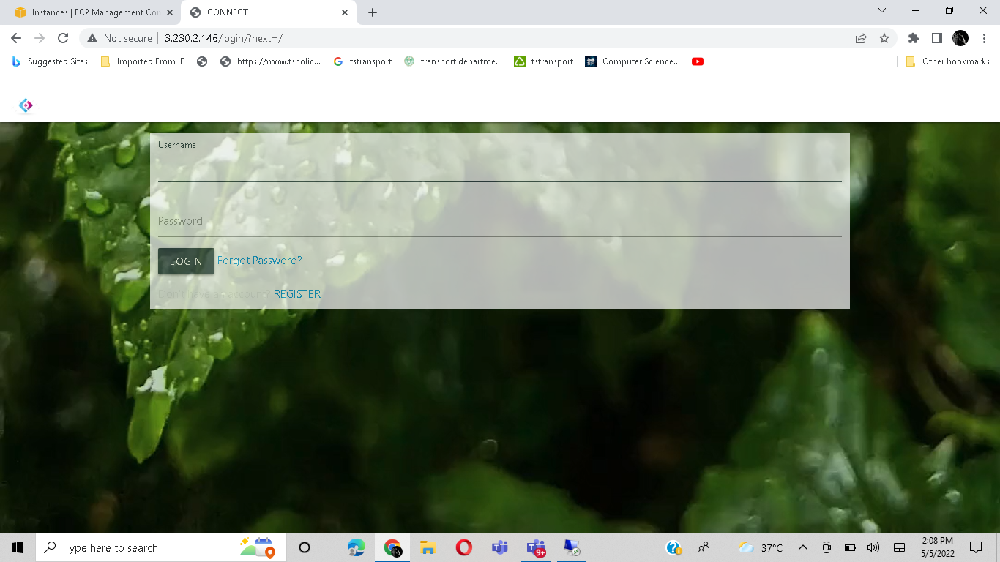 Instances | EC2 Management Con
CONNECT
Not secure
3.230.2.146/login/?next=/
Suggested Sites
Imported From IE
https://www.tspolic...
tstransport
transport departme...
tstransport
Computer Science...
Other bookmarks
Username
Password
LOGIN Forgot Password?
Don't have an account? REGISTER
Type here to search
9+
37°C
2:08 PM
5/5/2022